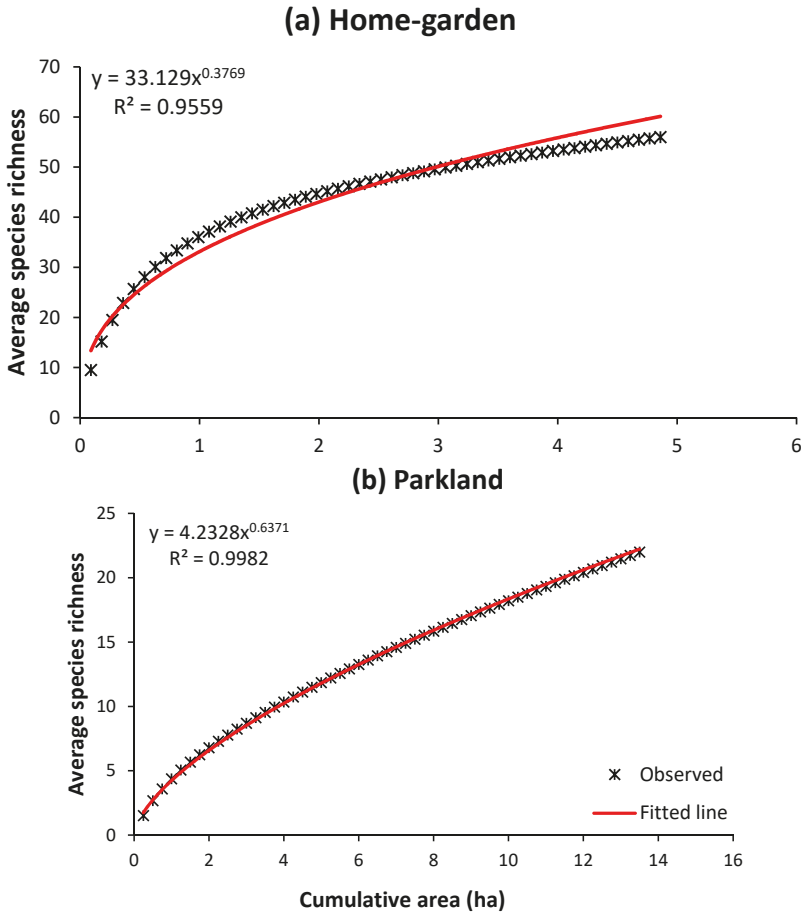 (a) Home-garden
y = 33.129x^0.3769
R² = 0.9559
Average species richness
70
60
50
40
30
20
10
0
0 1 2 3 4 5 6
(b) Parkland
y = 4.2328x^0.6371
R² = 0.9982
Average species richness
25
20
15
10
5
0
Observed
Fitted line
0 2 4 6 8 10 12 14 16
Cumulative area (ha)